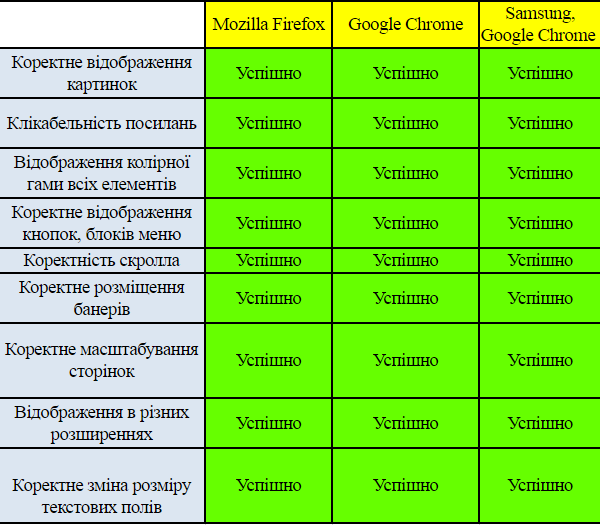 Mozilla Firefox Google Chrome Samsung,
Google Chrome
Коректне відображення
картинок Успішно Успішно Успішно
Клікабельність посилань Успішно Успішно Успішно
Відображення колірної
гами всіх елементів Успішно Успішно Успішно
Коректне відображення
кнопок, блоків меню Успішно Успішно Успішно
Коректність скролла Успішно Успішно Успішно
Коректне розміщення
банерів Успішно Успішно Успішно
Коректне масштабування
сторінок Успішно Успішно Успішно
Відображення в різних
розширеннях Успішно Успішно Успішно
Коректне зміна розміру
текстових полів Успішно Успішно Успішно